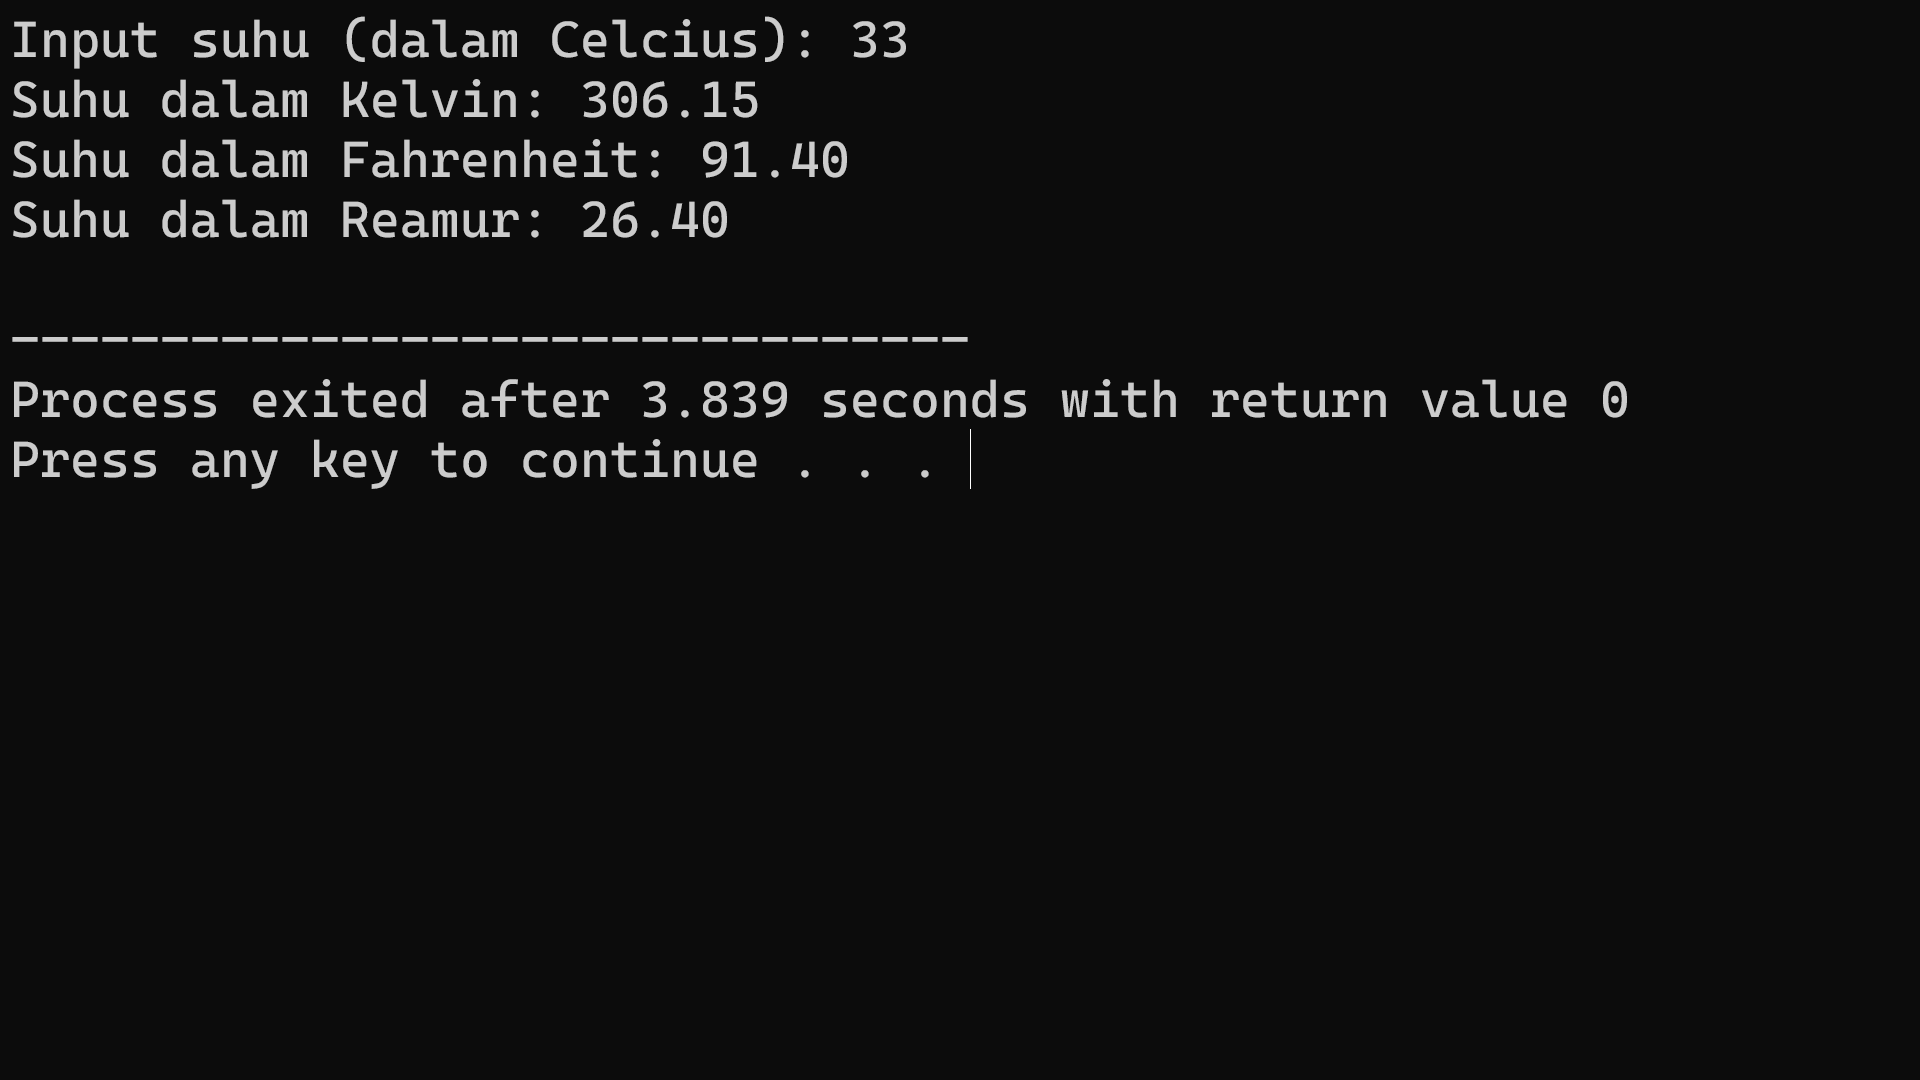 Input suhu (dalam Celcius): 33
Suhu dalam Kelvin: 306.15
Suhu dalam Fahrenheit: 91.40
Suhu dalam Reamur: 26.40
--------------------------------
Process exited after 3.839 seconds with return value 0
Press any key to continue . . .